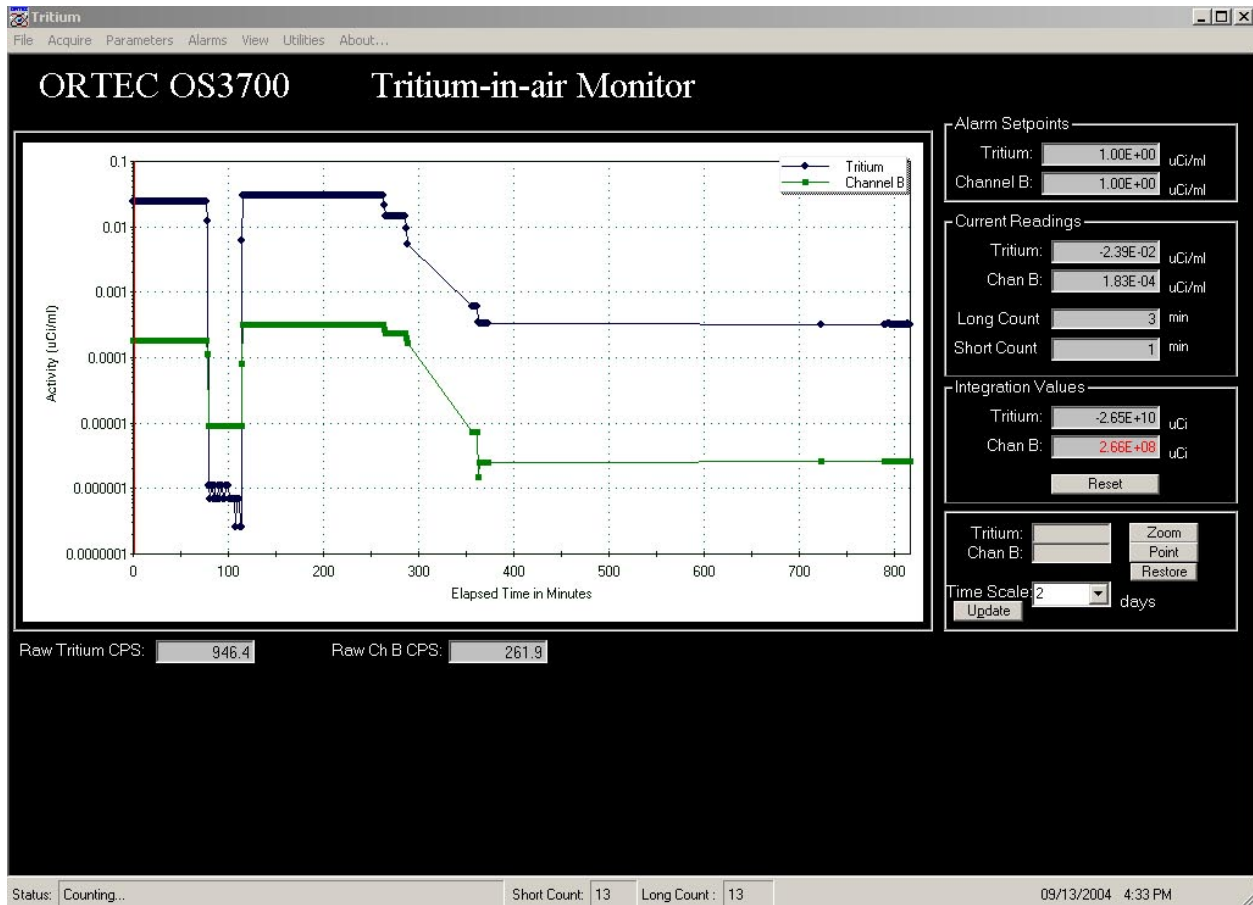 Tritium
File Acquire Parameters Alarms View Utilities About...
ORTEC OS3700 Tritium-in-air Monitor
Tritium
Channel B
0.1
0.01
0.001
0.0001
0.00001
0.000001
0.0000001
Activity (uCi/ml)
0 100 200 300 400 500 600 700 800
Elapsed Time in Minutes
Alarm Setpoints
Tritium: 1.00E+00 uCi/ml
Channel B: 1.00E+00 uCi/ml
Current Readings
Tritium: -2.39E-02 uCi/ml
Chan B: 1.83E-04 uCi/ml
Long Count 3 min
Short Count 1 min
Integration Values
Tritium: -2.65E+10 uCi
Chan B: 2.66E+08 uCi
Reset
Tritium: Zoom
Chan B: Point
Restore
Time Scale: 2 days
Update
Raw Tritium CPS: 946.4 Raw Ch B CPS: 261.9
Status: Counting... Short Count: 13 Long Count : 13 09/13/2004 4:33 PM